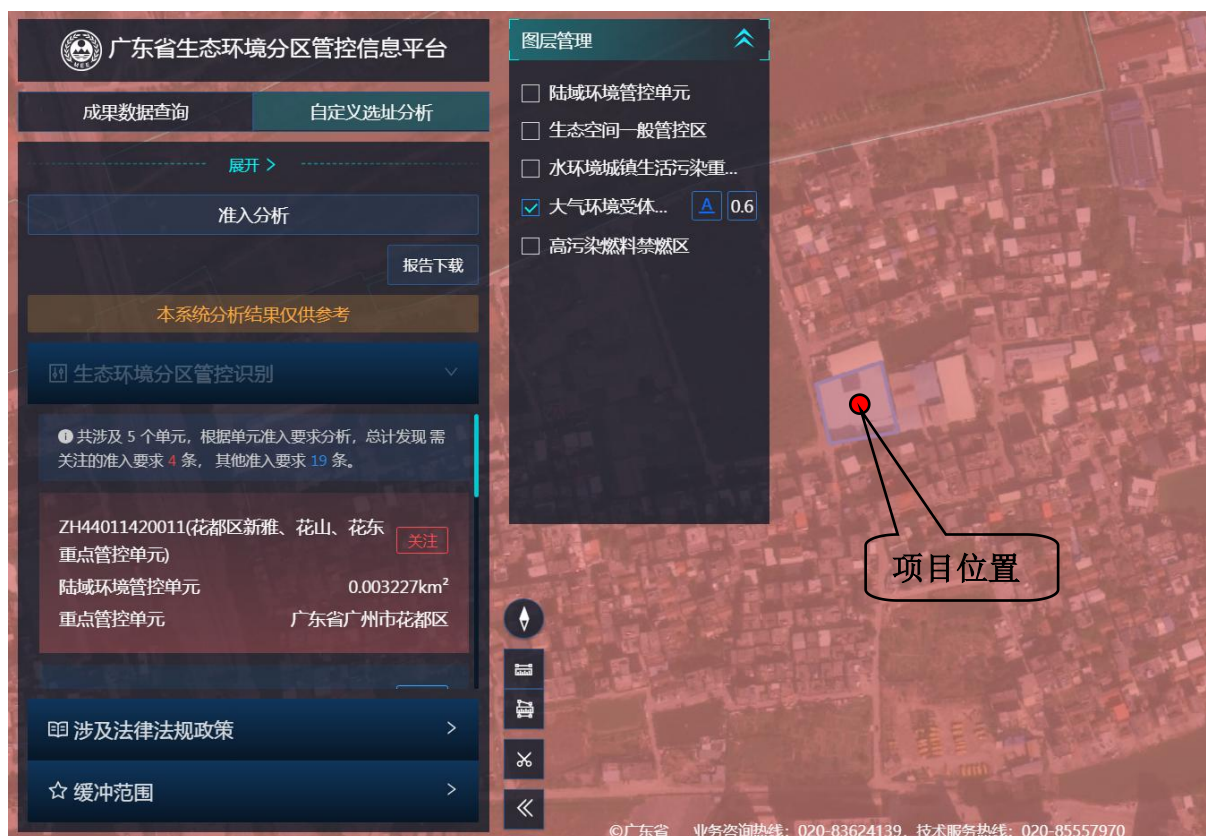 广东省生态环境分区管控信息平台
成果数据查询
自定义选址分析
展开 >
准入分析
报告下载
本系统分析结果仅供参考
生态环境分区管控识别
共涉及 5 个单元，根据单元准入要求分析，总计发现需
关注的准入要求 4 条， 其他准入要求 19 条。
ZH44011420011(花都区新雅、花山、花东
重点管控单元)
关注
陆域环境管控单元 0.003227km²
重点管控单元 广东省广州市花都区
涉及法律法规政策
缓冲范围
图层管理
陆域环境管控单元
生态空间一般管控区
水环境城镇生活污染重...
大气环境受体... A 0.6
高污染燃料禁燃区
项目位置
©广东省 业务咨询热线：020-83624139，技术服务热线：020-85557970